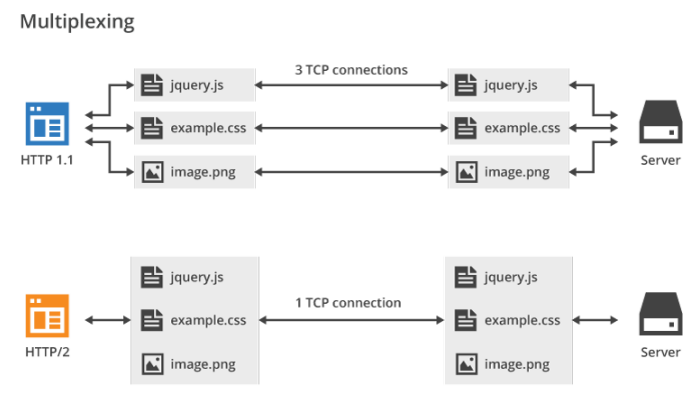 Multiplexing
3 TCP connections
jquery.js
jquery.js
example.css
example.css
HTTP 1.1
Server
image.png
image.png
jquery.js
jquery.js
1 TCP connection
example.css
example.css
HTTP/2
Server
image.png
image.png